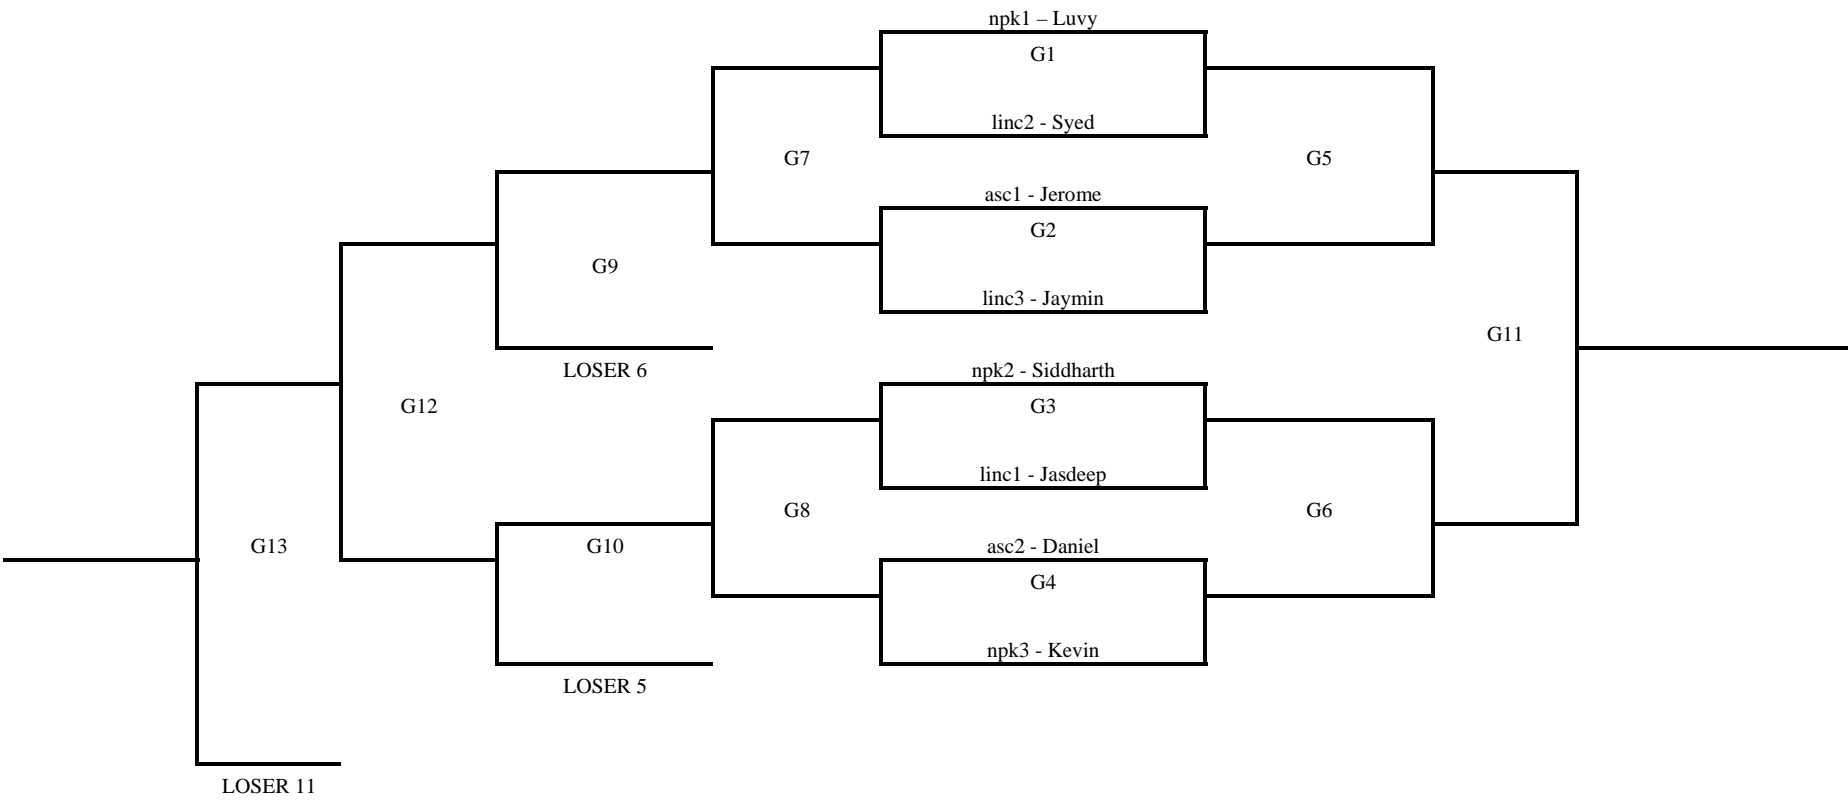 npk1 – Luvy
G1
linc2 - Syed
G7
G5
asc1 - Jerome
G2
G9
linc3 - Jaymin
G11
LOSER 6
npk2 - Siddharth
G12
G3
linc1 - Jasdeep
G8
G6
G13
G10
asc2 - Daniel
G4
npk3 - Kevin
LOSER 5
LOSER 11